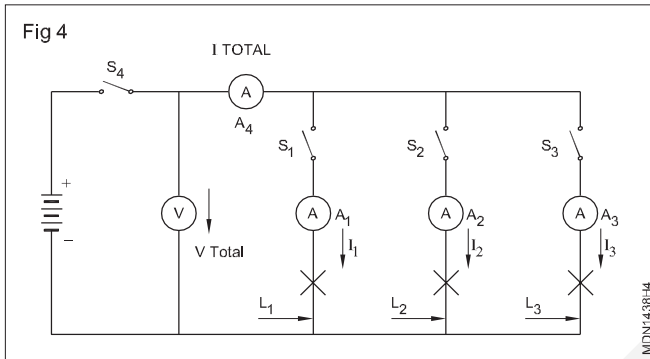 Fig 4
I TOTAL
S4
A
A4
S1
S2
S3
+
−
V
V Total
A
A1
A
A2
A
A3
I1
I2
I3
L1
L2
L3
MDN1438H4